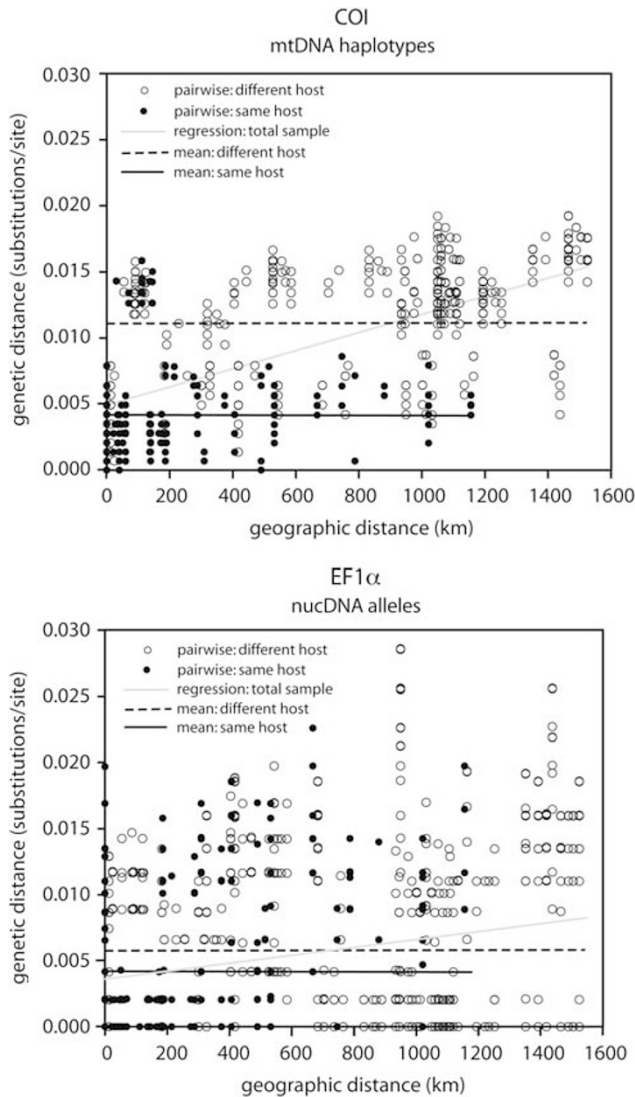 COI
mtDNA haplotypes
0.030
0.025
0.020
0.015
0.010
0.005
0.000
genetic distance (substitutions/site)
pairwise: different host
pairwise: same host
regression: total sample
mean: different host
mean: same host
0 200 400 600 800 1000 1200 1400 1600
geographic distance (km)
EF1α
nucDNA alleles
0.030
0.025
0.020
0.015
0.010
0.005
0.000
genetic distance (substitutions/site)
pairwise: different host
pairwise: same host
regression: total sample
mean: different host
mean: same host
0 200 400 600 800 1000 1200 1400 1600
geographic distance (km)